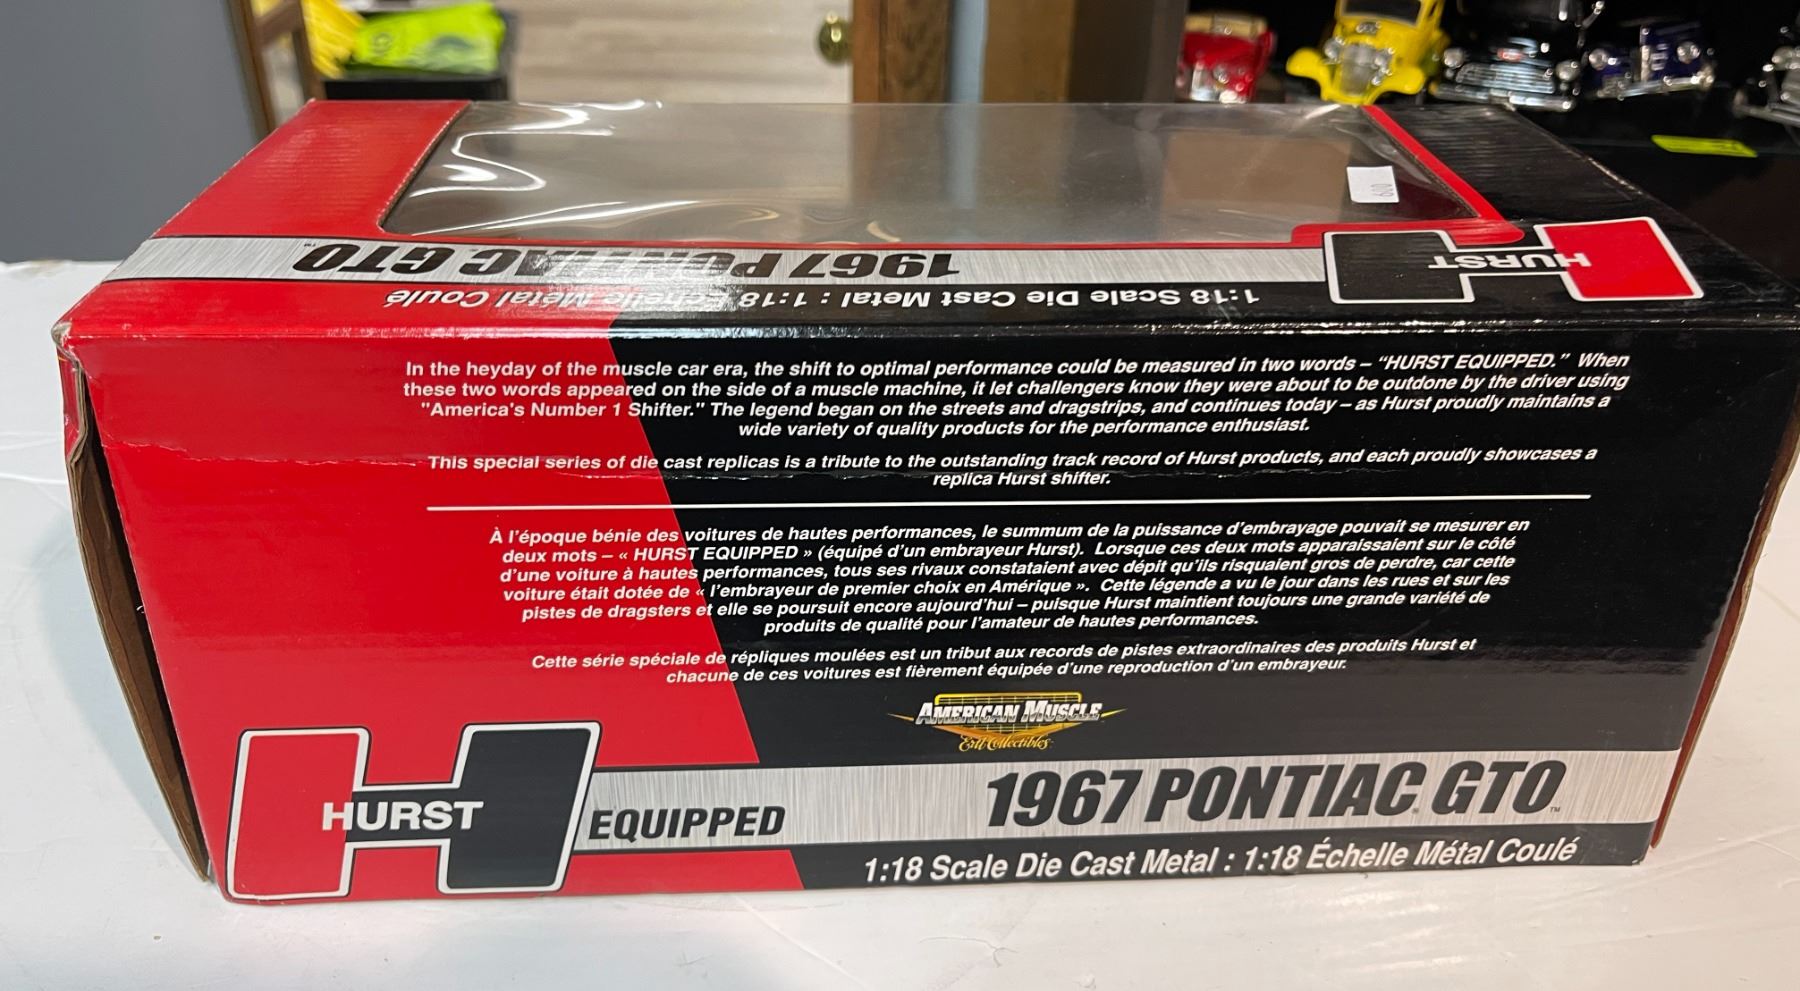 600
HURST
1967 PONTIAC GTO™
1:18 Scale Die Cast Metal : 1:18 Échelle Métal Coulé
In the heyday of the muscle car era, the shift to optimal performance could be measured in two words – “HURST EQUIPPED.” When
these two words appeared on the side of a muscle machine, it let challengers know they were about to be outdone by the driver using
"America's Number 1 Shifter." The legend began on the streets and dragstrips, and continues today – as Hurst proudly maintains a
wide variety of quality products for the performance enthusiast.
This special series of die cast replicas is a tribute to the outstanding track record of Hurst products, and each proudly showcases a
replica Hurst shifter.
À l'époque bénie des voitures de hautes performances, le summum de la puissance d'embrayage pouvait se mesurer en
deux mots – « HURST EQUIPPED » (équipé d'un embrayeur Hurst). Lorsque ces deux mots apparaissaient sur le côté
d'une voiture à hautes performances, tous ses rivaux constataient avec dépit qu'ils risquaient gros de perdre, car cette
voiture était dotée de « l'embrayeur de premier choix en Amérique ». Cette légende a vu le jour dans les rues et sur les
pistes de dragsters et elle se poursuit encore aujourd'hui – puisque Hurst maintient toujours une grande variété de
produits de qualité pour l'amateur de hautes performances.
Cette série spéciale de répliques moulées est un tribut aux records de pistes extraordinaires des produits Hurst et
chacune de ces voitures est fièrement équipée d'une reproduction d'un embrayeur.
AMERICAN MUSCLE
Ertl Collectibles
HURST EQUIPPED
1967 PONTIAC GTO™
1:18 Scale Die Cast Metal : 1:18 Échelle Métal Coulé